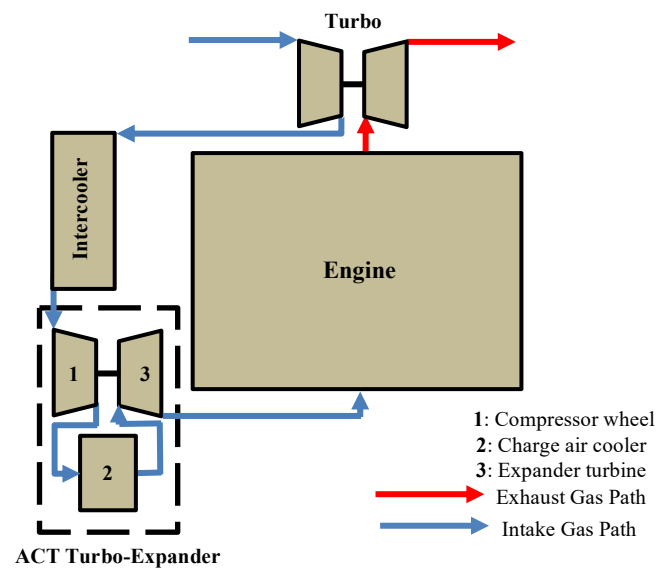 Turbo
Intercooler
Engine
1
3
2
1: Compressor wheel
2: Charge air cooler
3: Expander turbine
Exhaust Gas Path
Intake Gas Path
ACT Turbo-Expander